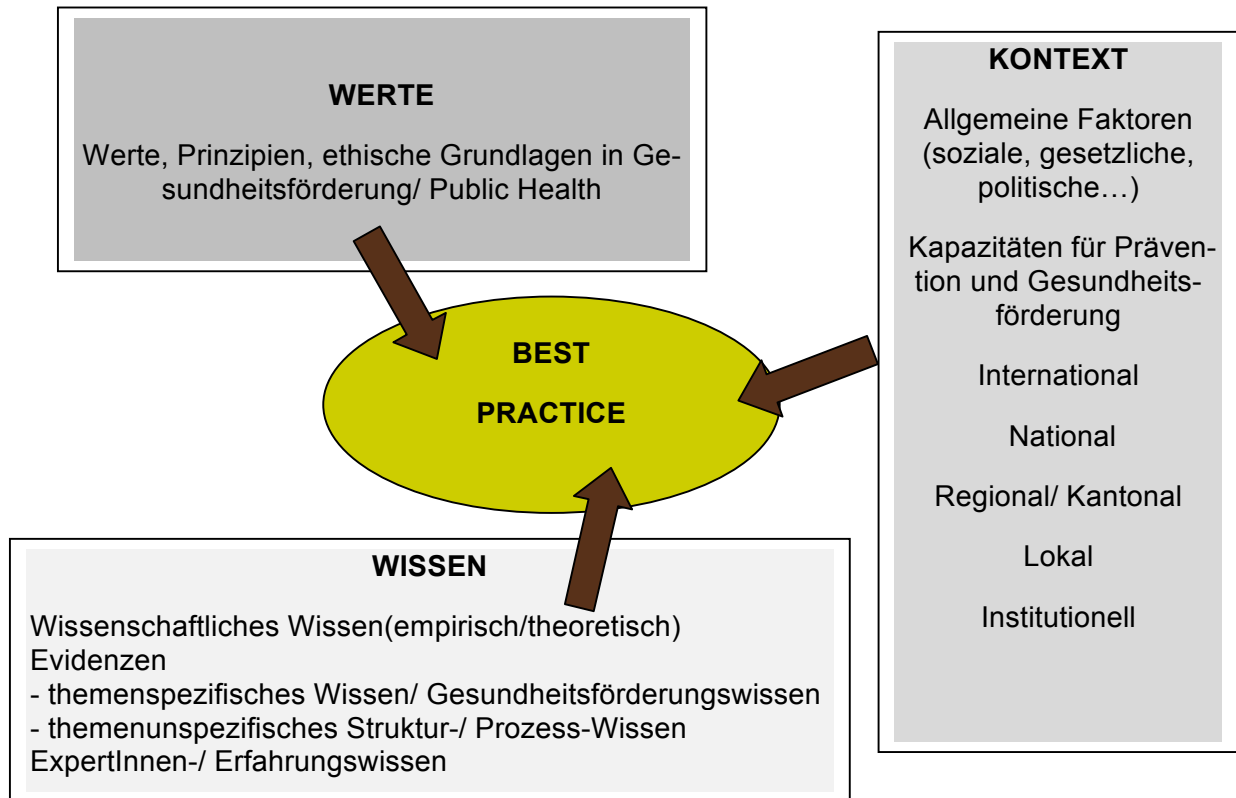 WERTE
Werte, Prinzipien, ethische Grundlagen in Ge-
sundheitsförderung/ Public Health
KONTEXT
Allgemeine Faktoren
(soziale, gesetzliche,
politische…)
Kapazitäten für Präven-
tion und Gesundheits-
förderung
International
National
Regional/ Kantonal
Lokal
Institutionell
BEST
PRACTICE
WISSEN
Wissenschaftliches Wissen(empirisch/theoretisch)
Evidenzen
- themenspezifisches Wissen/ Gesundheitsförderungswissen
- themenunspezifisches Struktur-/ Prozess-Wissen
ExpertInnen-/ Erfahrungswissen